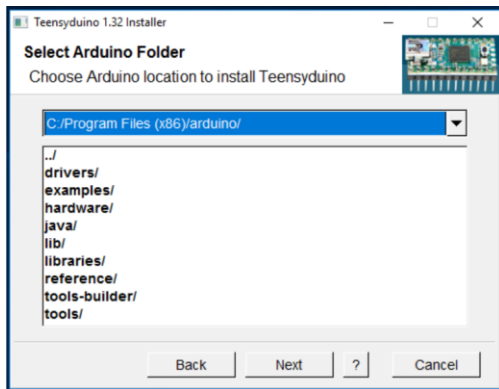 Teensyduino 1.32 Installer
Select Arduino Folder
Choose Arduino location to install Teensyduino
C:/Program Files (x86)/arduino/
../
drivers/
examples/
hardware/
java/
lib/
libraries/
reference/
tools-builder/
tools/
Back Next ? Cancel